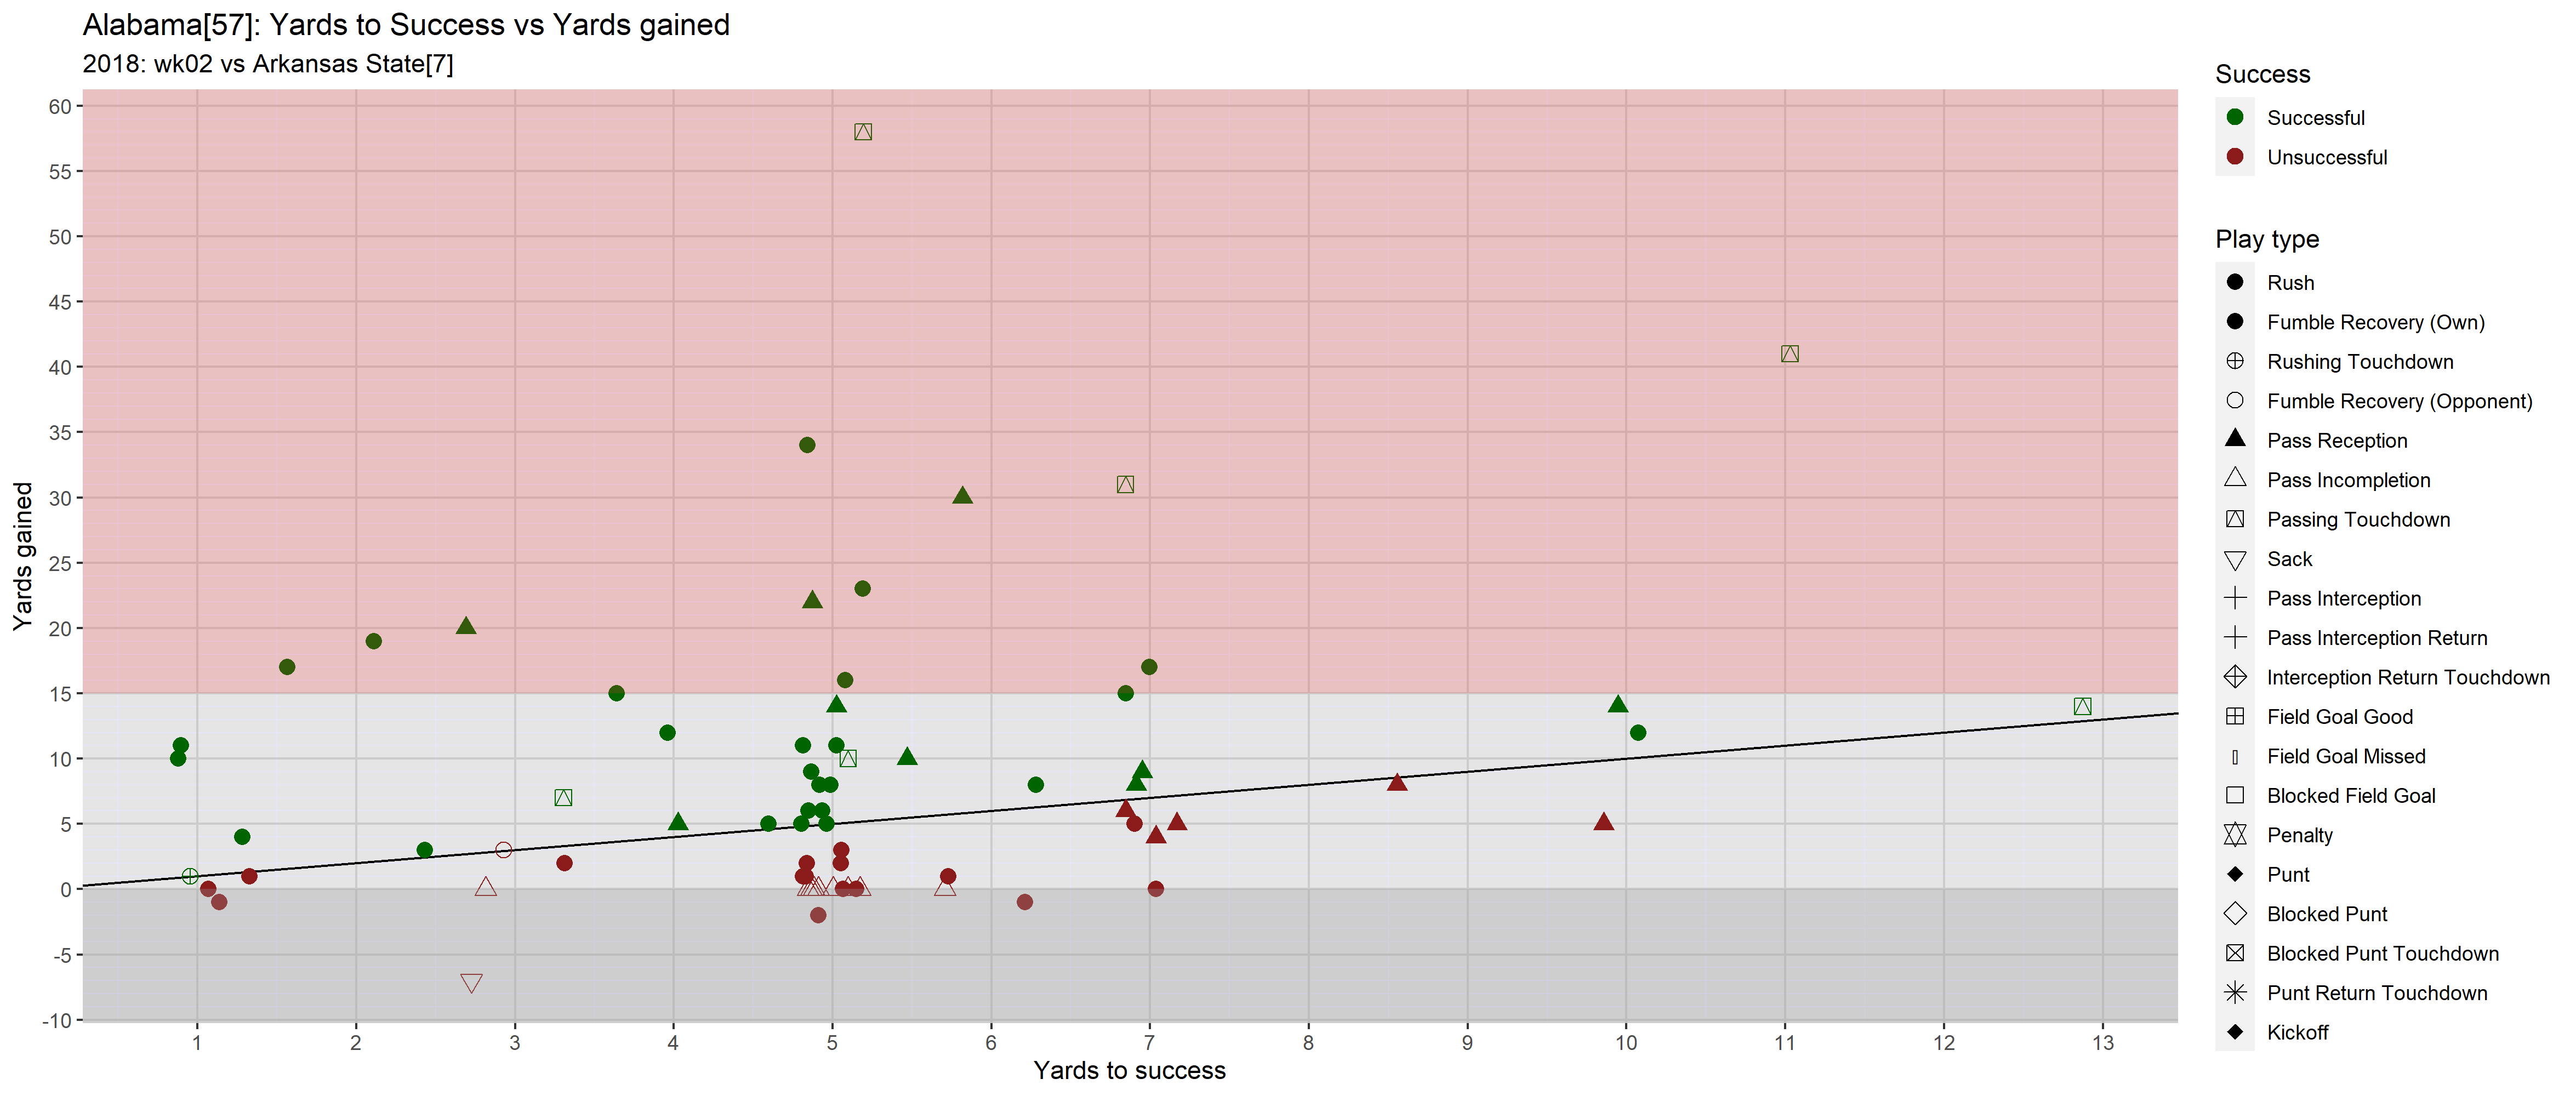 Alabama[57]: Yards to Success vs Yards gained
2018: wk02 vs Arkansas State[7]
Yards gained
60
55
50
45
40
35
30
25
20
15
10
5
0
-5
-10
1 2 3 4 5 6 7 8 9 10 11 12 13
Yards to success
Success
Successful
Unsuccessful
Play type
Rush
Fumble Recovery (Own)
Rushing Touchdown
Fumble Recovery (Opponent)
Pass Reception
Pass Incompletion
Passing Touchdown
Sack
Pass Interception
Pass Interception Return
Interception Return Touchdown
Field Goal Good
Field Goal Missed
Blocked Field Goal
Penalty
Punt
Blocked Punt
Blocked Punt Touchdown
Punt Return Touchdown
Kickoff